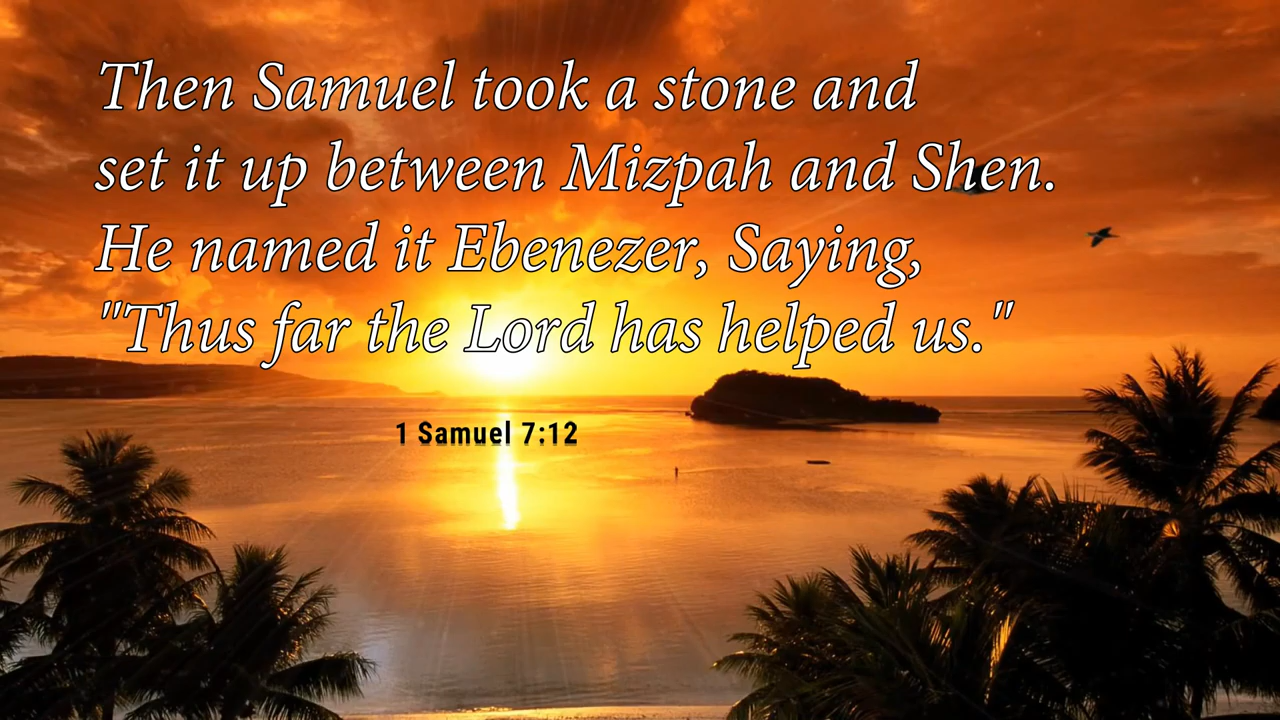 Then Samuel took a stone and
set it up between Mizpah and Shen.
He named it Ebenezer, Saying,
"Thus far the Lord has helped us."
1 Samuel 7:12